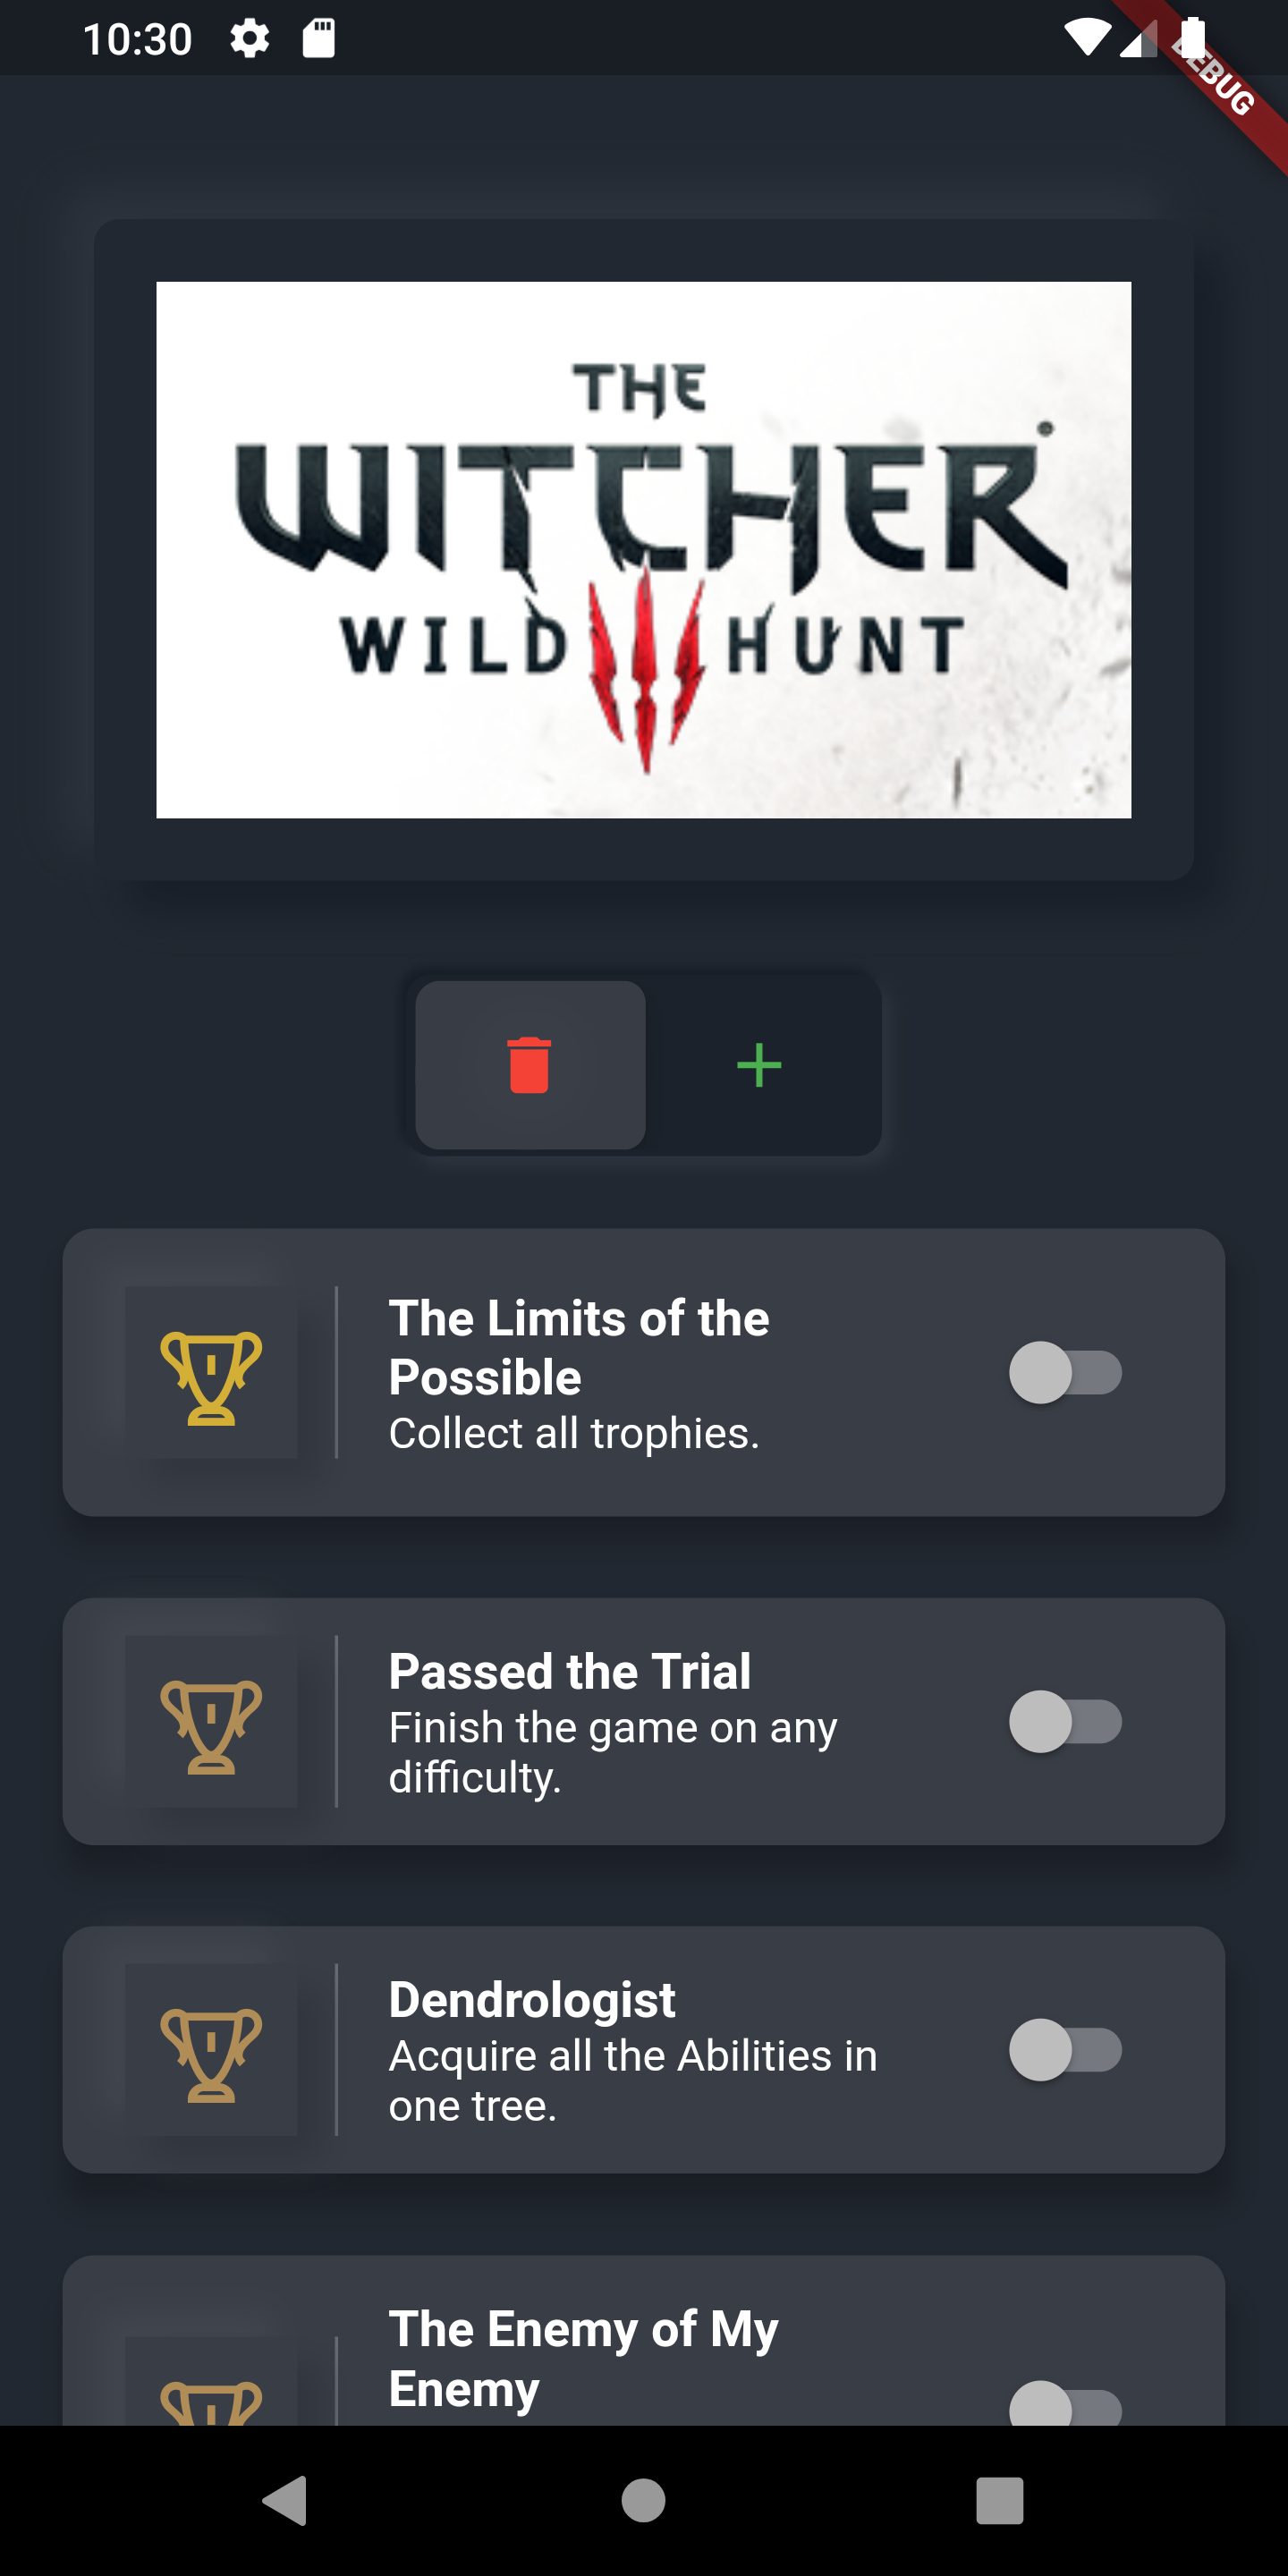 10:30
DEBUG
THE
WITCHER
WILD HUNT
The Limits of the
Possible
Collect all trophies.
Passed the Trial
Finish the game on any
difficulty.
Dendrologist
Acquire all the Abilities in
one tree.
The Enemy of My
Enemy